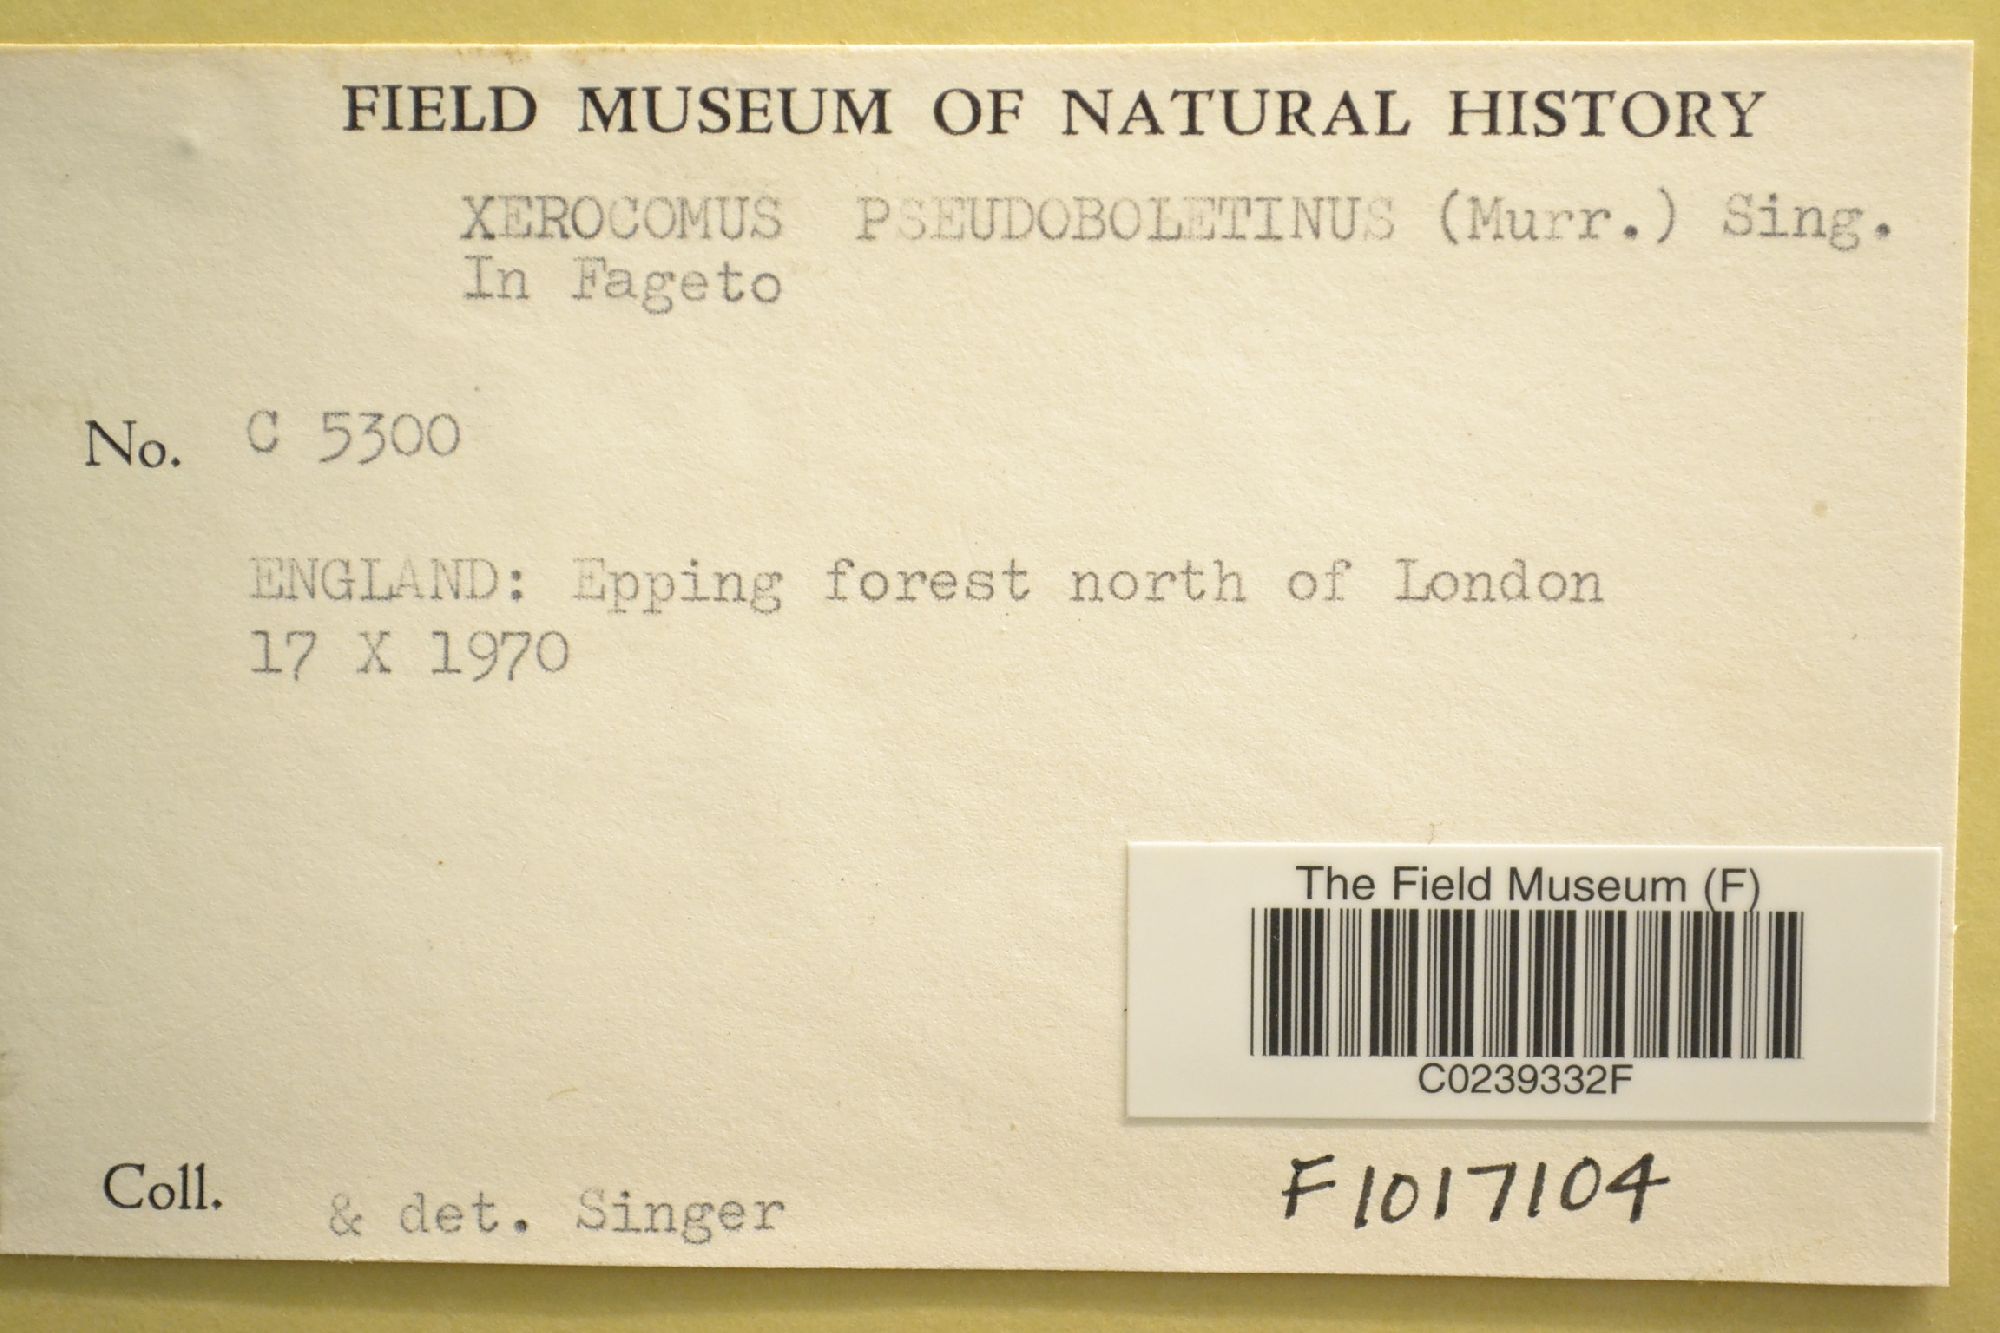 FIELD MUSEUM OF NATURAL HISTORY
XEROCOMUS PSEUDOBOLETINUS (Murr.) Sing.
In Fageto
No. C 5300
ENGLAND: Epping forest north of London
17 X 1970
The Field Museum (F)
C0239332F
Coll. & det. Singer
F1017104